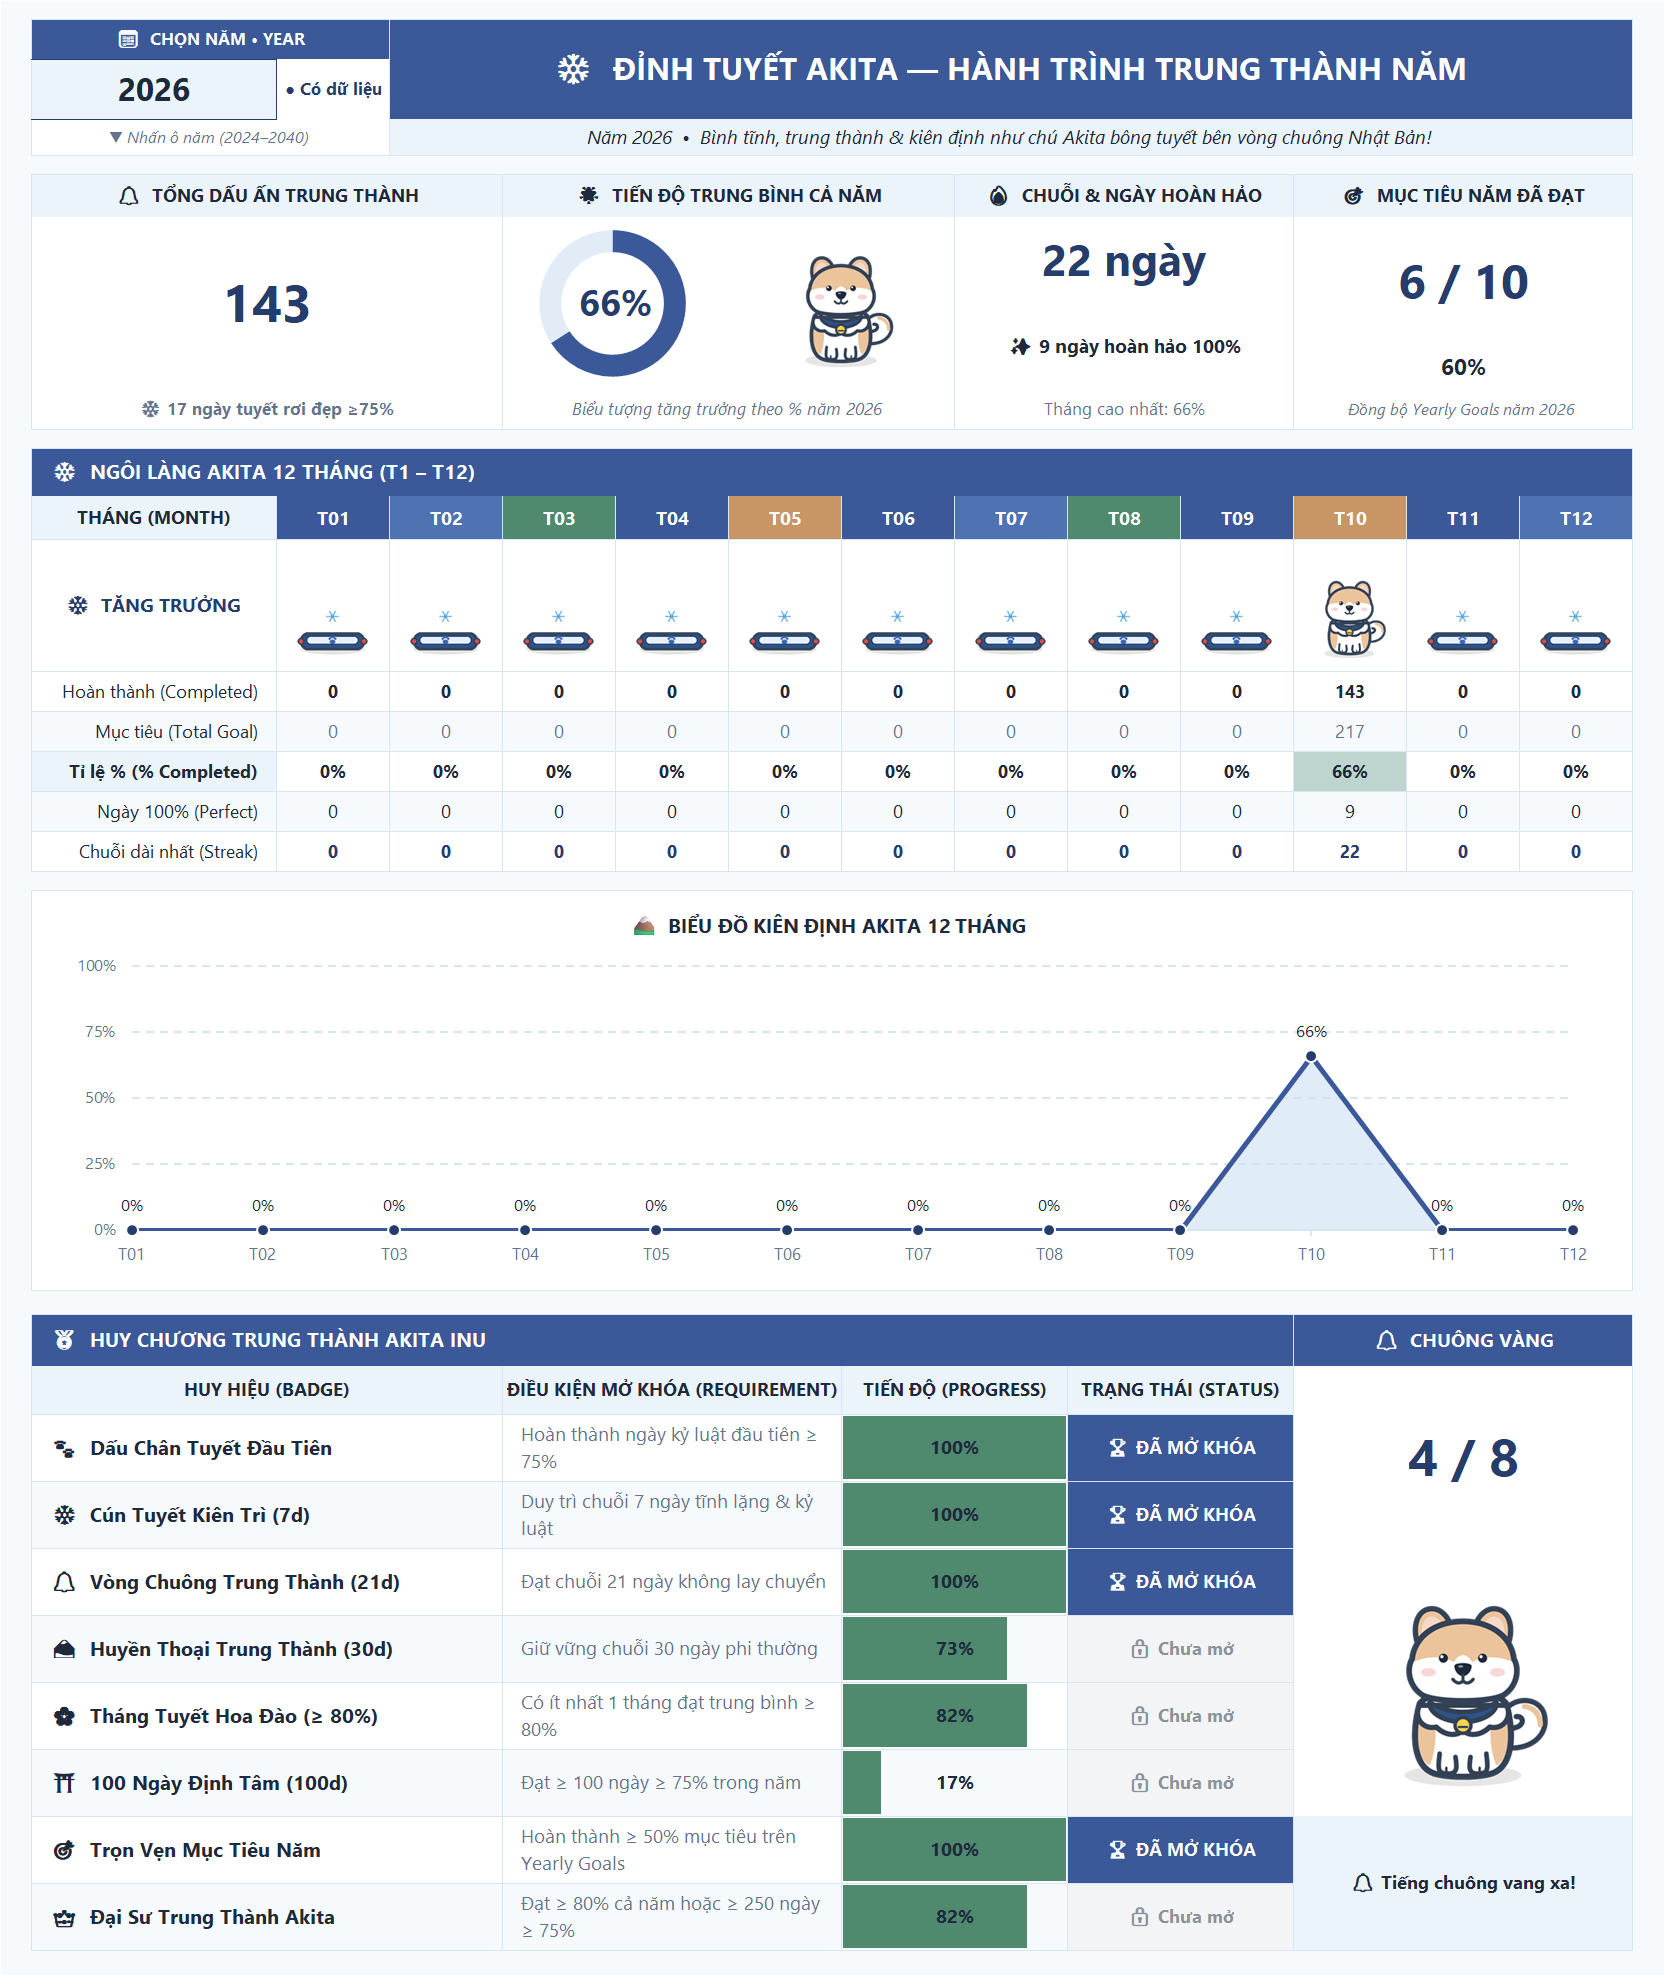 CHỌN NĂM • YEAR
2026
● Có dữ liệu
▼ Nhấn ô năm (2024–2040)
ĐỈNH TUYẾT AKITA — HÀNH TRÌNH TRUNG THÀNH NĂM
Năm 2026 • Bình tĩnh, trung thành & kiên định như chú Akita bông tuyết bên vòng chuông Nhật Bản!
TỔNG DẤU ẤN TRUNG THÀNH
143
17 ngày tuyết rơi đẹp ≥75%
TIẾN ĐỘ TRUNG BÌNH CẢ NĂM
66%
Biểu tượng tăng trưởng theo % năm 2026
CHUỖI & NGÀY HOÀN HẢO
22 ngày
9 ngày hoàn hảo 100%
Tháng cao nhất: 66%
MỤC TIÊU NĂM ĐÃ ĐẠT
6 / 10
60%
Đồng bộ Yearly Goals năm 2026
NGÔI LÀNG AKITA 12 THÁNG (T1 – T12)
THÁNG (MONTH) T01 T02 T03 T04 T05 T06 T07 T08 T09 T10 T11 T12
TĂNG TRƯỞNG
Hoàn thành (Completed) 0 0 0 0 0 0 0 0 0 143 0 0
Mục tiêu (Total Goal) 0 0 0 0 0 0 0 0 0 217 0 0
Tỉ lệ % (% Completed) 0% 0% 0% 0% 0% 0% 0% 0% 0% 66% 0% 0%
Ngày 100% (Perfect) 0 0 0 0 0 0 0 0 0 9 0 0
Chuỗi dài nhất (Streak) 0 0 0 0 0 0 0 0 0 22 0 0
BIỂU ĐỒ KIÊN ĐỊNH AKITA 12 THÁNG
100%
75%
66%
50%
25%
0% 0% 0% 0% 0% 0% 0% 0% 0% 0% 0%
0%
T01 T02 T03 T04 T05 T06 T07 T08 T09 T10 T11 T12
HUY CHƯƠNG TRUNG THÀNH AKITA INU
HUY HIỆU (BADGE) ĐIỀU KIỆN MỞ KHÓA (REQUIREMENT) TIẾN ĐỘ (PROGRESS) TRẠNG THÁI (STATUS)
Dấu Chân Tuyết Đầu Tiên
Hoàn thành ngày kỷ luật đầu tiên ≥
75%
100%
ĐÃ MỞ KHÓA
Cún Tuyết Kiên Trì (7d)
Duy trì chuỗi 7 ngày tĩnh lặng & kỷ
luật
100%
ĐÃ MỞ KHÓA
Vòng Chuông Trung Thành (21d)
Đạt chuỗi 21 ngày không lay chuyển
100%
ĐÃ MỞ KHÓA
Huyền Thoại Trung Thành (30d)
Giữ vững chuỗi 30 ngày phi thường
73%
Chưa mở
Tháng Tuyết Hoa Đào (≥ 80%)
Có ít nhất 1 tháng đạt trung bình ≥
80%
82%
Chưa mở
100 Ngày Định Tâm (100d)
Đạt ≥ 100 ngày ≥ 75% trong năm
17%
Chưa mở
Trọn Vẹn Mục Tiêu Năm
Hoàn thành ≥ 50% mục tiêu trên
Yearly Goals
100%
ĐÃ MỞ KHÓA
Đại Sư Trung Thành Akita
Đạt ≥ 80% cả năm hoặc ≥ 250 ngày
≥ 75%
82%
Chưa mở
CHUÔNG VÀNG
4 / 8
Tiếng chuông vang xa!